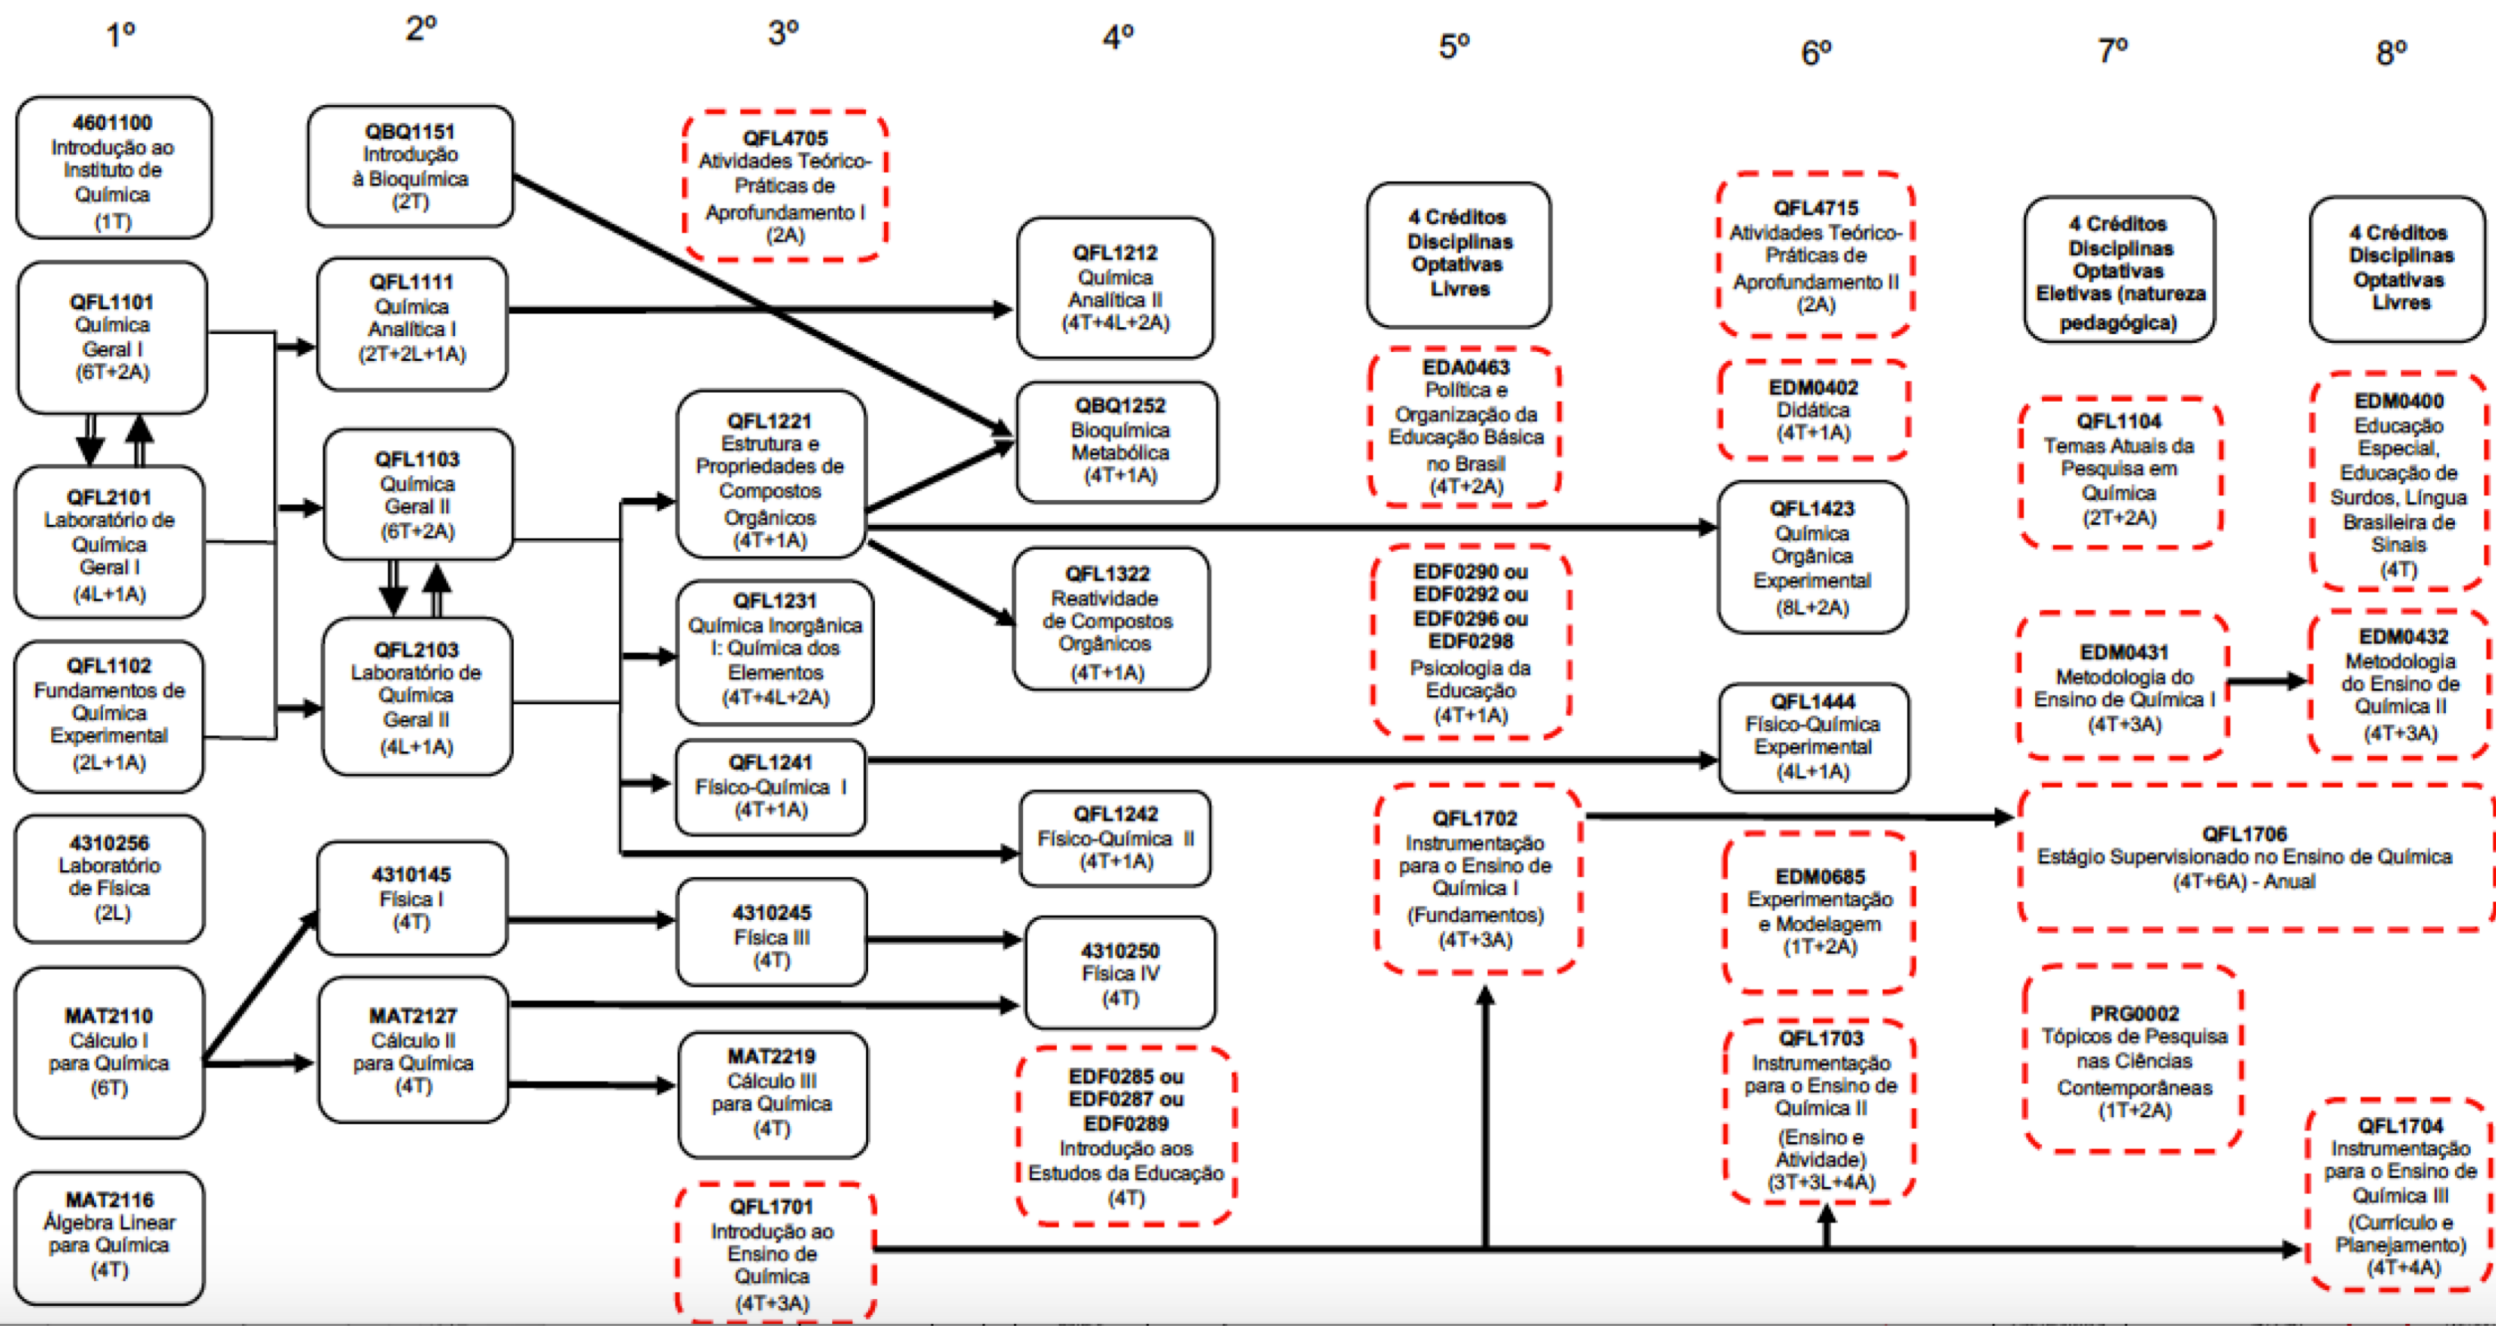 1º
2º
3º
4º
5º
6º
7º
8º
4601100
Introdução ao
Instituto de
Química
(1T)
QFL1101
Química
Geral I
(6T+2A)
QFL2101
Laboratório de
Química
Geral I
(4L+1A)
QFL1102
Fundamentos de
Química
Experimental
(2L+1A)
4310256
Laboratório
de Física
(2L)
MAT2110
Cálculo I
para Química
(6T)
MAT2116
Álgebra Linear
para Química
(4T)
QBQ1151
Introdução
à Bioquímica
(2T)
QFL1111
Química
Analítica I
(2T+2L+1A)
QFL1103
Química
Geral II
(6T+2A)
QFL2103
Laboratório de
Química
Geral II
(4L+1A)
4310145
Física I
(4T)
MAT2127
Cálculo II
para Química
(4T)
QFL4705
Atividades Teórico-
Práticas de
Aprofundamento I
(2A)
QFL1221
Estrutura e
Propriedades de
Compostos
Orgânicos
(4T+1A)
QFL1231
Química Inorgânica
I: Química dos
Elementos
(4T+4L+2A)
QFL1241
Físico-Química I
(4T+1A)
4310245
Física III
(4T)
MAT2219
Cálculo III
para Química
(4T)
QFL1701
Introdução ao
Ensino de
Química
(4T+3A)
QFL1212
Química
Analítica II
(4T+4L+2A)
QBQ1252
Bioquímica
Metabólica
(4T+1A)
QFL1322
Reatividade
de Compostos
Orgânicos
(4T+1A)
QFL1242
Físico-Química II
(4T+1A)
4310250
Física IV
(4T)
EDF0285 ou
EDF0287 ou
EDF0289
Introdução aos
Estudos da Educação
(4T)
4 Créditos
Disciplinas
Optativas
Livres
EDA0463
Política e
Organização da
Educação Básica
no Brasil
(4T+2A)
EDF0290 ou
EDF0292 ou
EDF0296 ou
EDF0298
Psicologia da
Educação
(4T+1A)
QFL1702
Instrumentação
para o Ensino de
Química I
(Fundamentos)
(4T+3A)
QFL4715
Atividades Teórico-
Práticas de
Aprofundamento II
(2A)
EDM0402
Didática
(4T+1A)
QFL1423
Química
Orgânica
Experimental
(8L+2A)
QFL1444
Físico-Química
Experimental
(4L+1A)
EDM0685
Experimentação
e Modelagem
(1T+2A)
QFL1703
Instrumentação
para o Ensino de
Química II
(Ensino e
Atividade)
(3T+3L+4A)
4 Créditos
Disciplinas
Optativas
Eletivas (natureza
pedagógica)
QFL1104
Temas Atuais da
Pesquisa em
Química
(2T+2A)
EDM0431
Metodologia do
Ensino de Química I
(4T+3A)
QFL1706
Estágio Supervisionado no Ensino de Química
(4T+6A) - Anual
PRG0002
Tópicos de Pesquisa
nas Ciências
Contemporâneas
(1T+2A)
4 Créditos
Disciplinas
Optativas
Livres
EDM0400
Educação
Especial,
Educação de
Surdos, Língua
Brasileira de
Sinais
(4T)
EDM0432
Metodologia
do Ensino de
Química II
(4T+3A)
QFL1704
Instrumentação
para o Ensino de
Química III
(Currículo e
Planejamento)
(4T+4A)